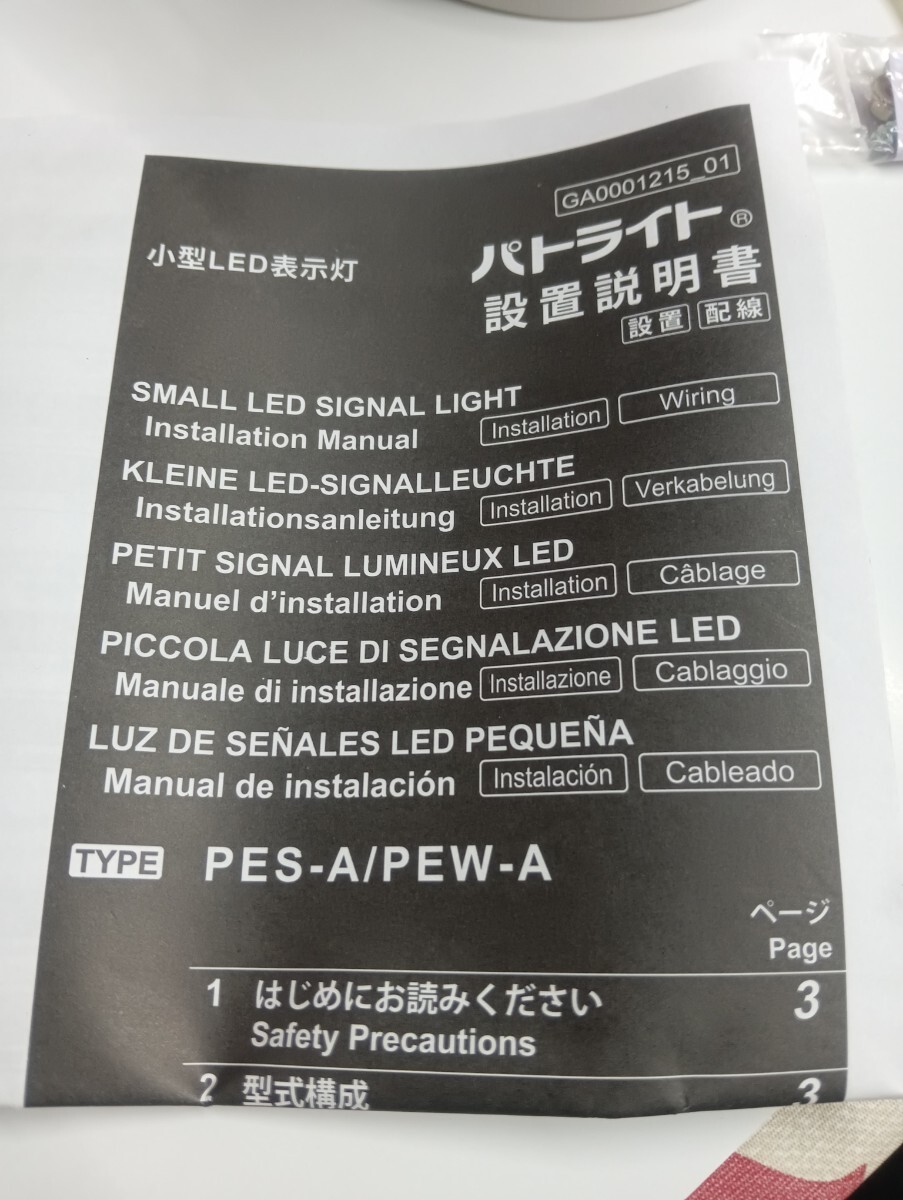 GA0001215_01
小型LED表示灯
パトライト®
設置説明書
設置 配線
SMALL LED SIGNAL LIGHT
Installation Manual Installation Wiring
KLEINE LED-SIGNALLEUCHTE
Installationsanleitung Installation Verkabelung
PETIT SIGNAL LUMINEUX LED
Manuel d'installation Installation Câblage
PICCOLA LUCE DI SEGNALAZIONE LED
Manuale di installazione Installazione Cablaggio
LUZ DE SEÑALES LED PEQUEÑA
Manual de instalación Instalación Cableado
TYPE PES-A/PEW-A
ページ
Page
1 はじめにお読みください 3
Safety Precautions
2 型式構成 3